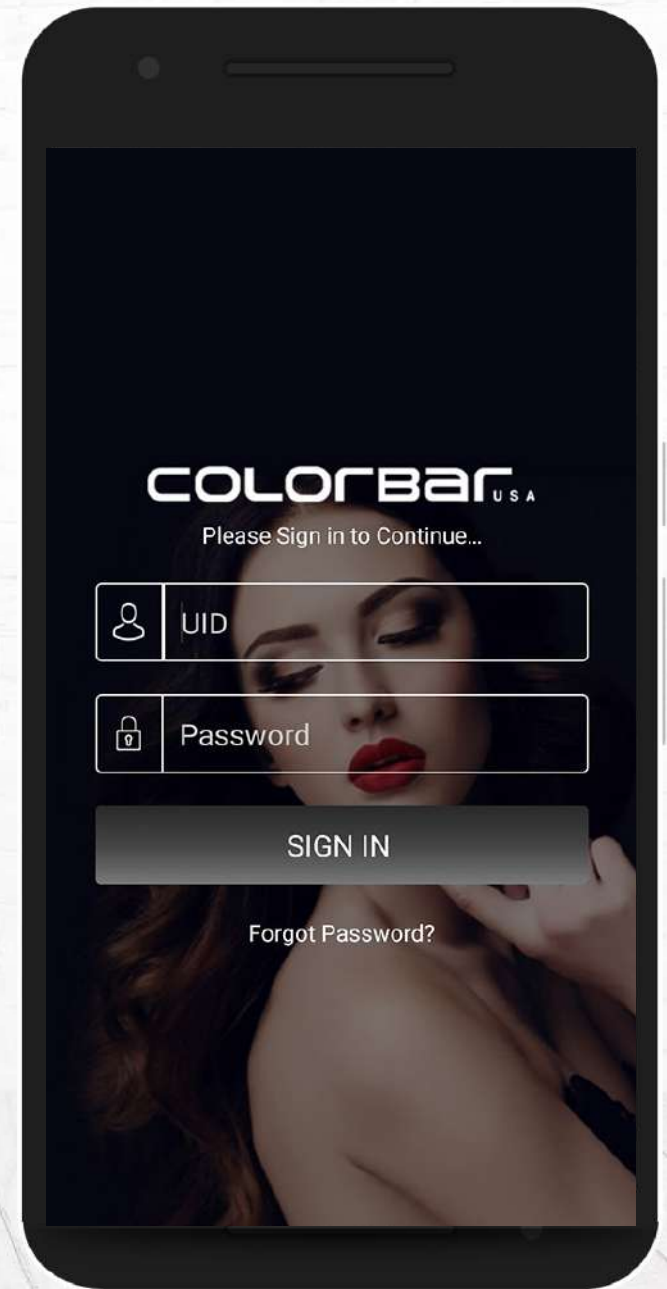 COLORBAR USA
Please Sign in to Continue...
UID
Password
SIGN IN
Forgot Password?